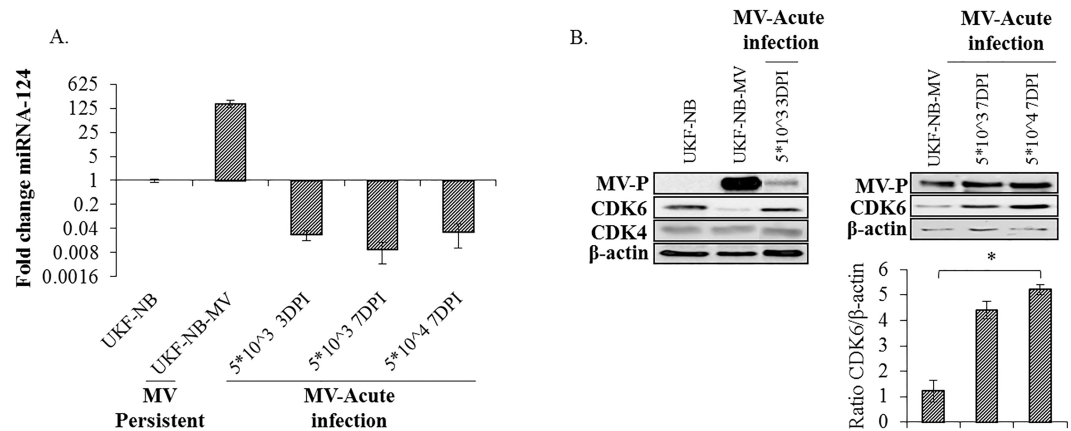 A.
Fold change miRNA-124
625
125
25
5
1
0.2
0.04
0.008
0.0016
UKF-NB
UKF-NB-MV
5*10^3 3DPI
5*10^3 7DPI
5*10^4 7DPI
MV
Persistent
MV-Acute
infection
B.
MV-Acute
infection
UKF-NB
UKF-NB-MV
5*10^3 3DPI
MV-P
CDK6
CDK4
β-actin
MV-Acute
infection
UKF-NB-MV
5*10^3 7DPI
5*10^4 7DPI
MV-P
CDK6
β-actin
Ratio CDK6/β-actin
6
5
4
3
2
1
0
*